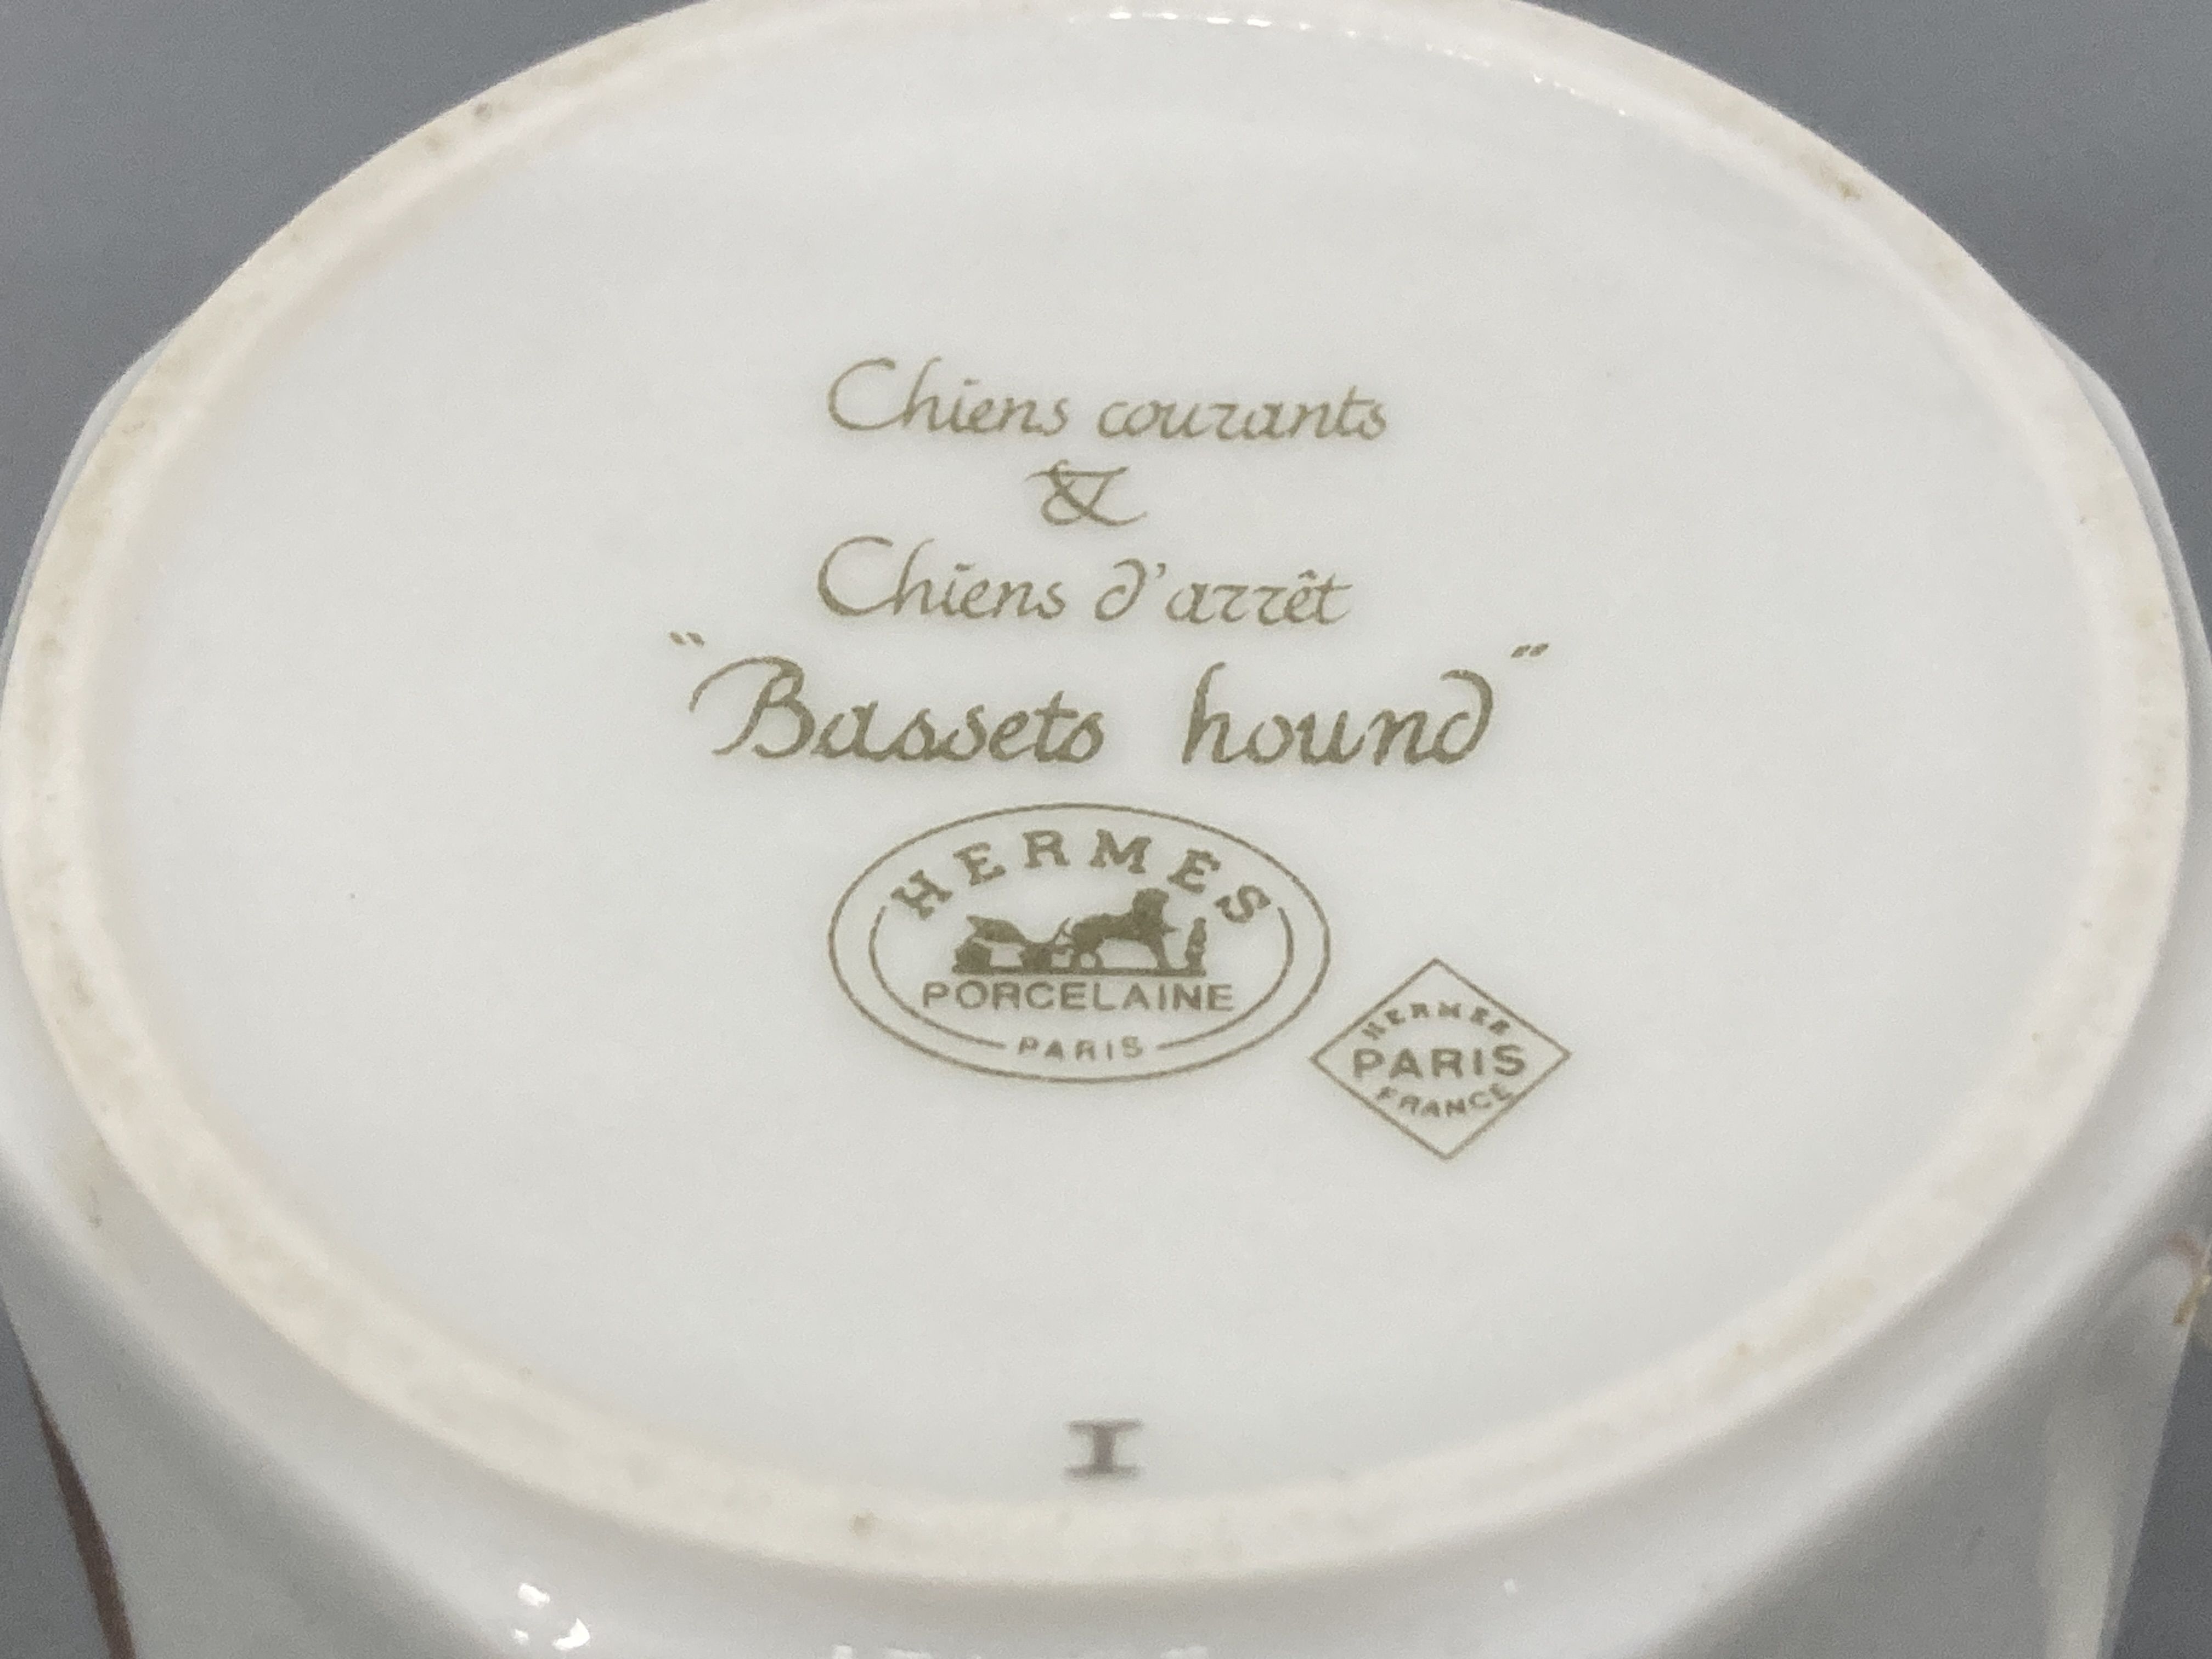 Chiens courants
&
Chiens d'arrêt
"Bassets hound"
HERMES
PORCELAINE
PARIS
HERMES
PARIS
FRANCE
I